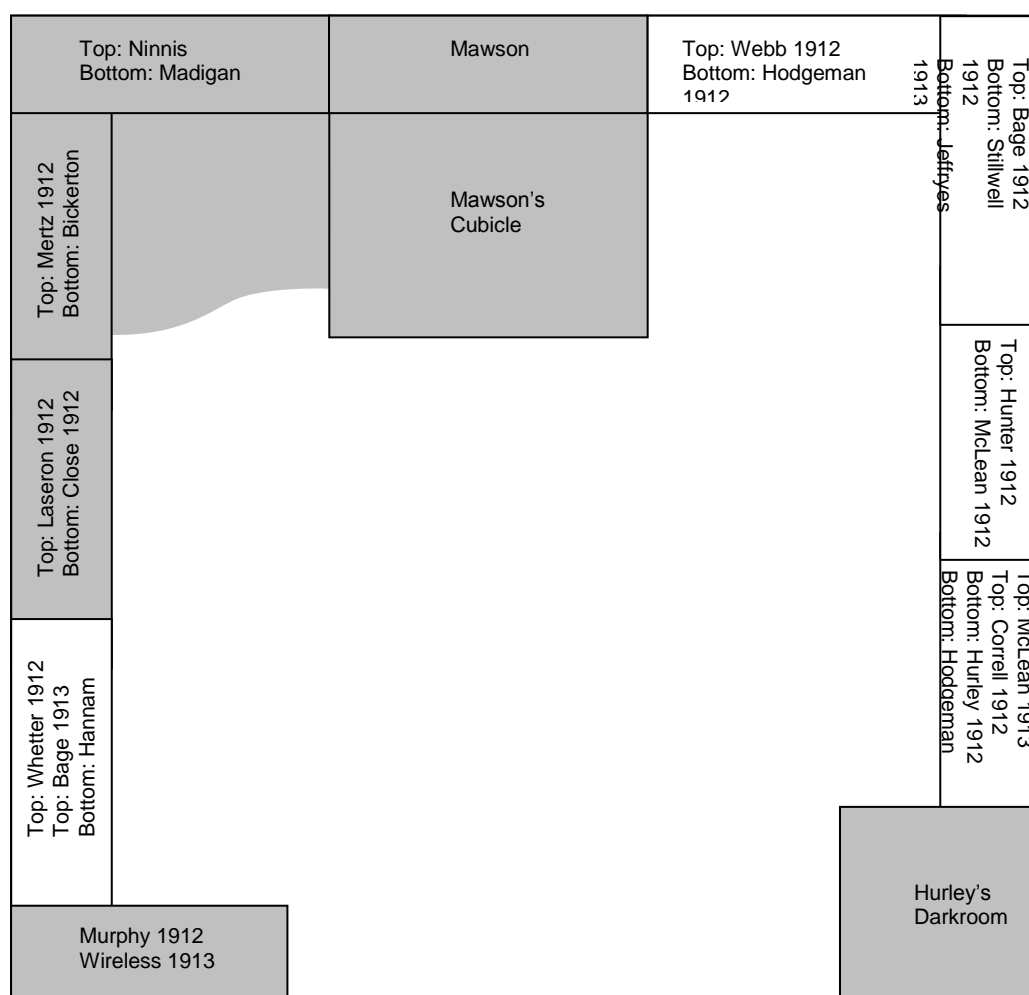 Top: Ninnis
Bottom: Madigan
Mawson
Top: Webb 1912
Bottom: Hodgeman
1912
Top: Bage 1912
Bottom: Stillwell
1912
Bottom: Jeffryes
1913
Top: Mertz 1912
Bottom: Bickerton
Mawson’s
Cubicle
Top: Hunter 1912
Bottom: McLean 1912
Top: Laseron 1912
Bottom: Close 1912
Top: McLean 1913
Top: Correll 1912
Bottom: Hurley 1912
Bottom: Hodgeman
Top: Whetter 1912
Top: Bage 1913
Bottom: Hannam
Hurley’s
Darkroom
Murphy 1912
Wireless 1913